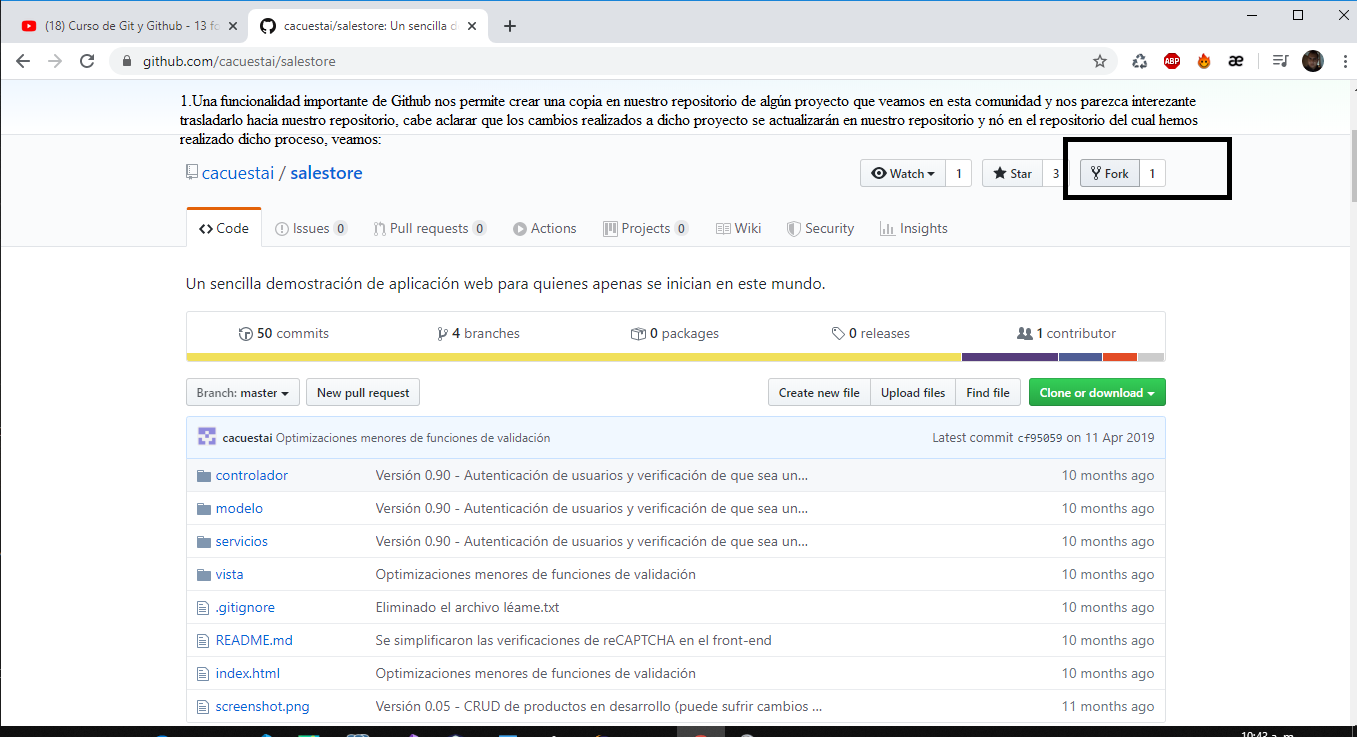 (18) Curso de Git y Github - 13 fo
cacuestai/salestore: Un sencilla d
github.com/cacuestai/salestore
ABP
æ
1.Una funcionalidad importante de Github nos permite crear una copia en nuestro repositorio de algún proyecto que veamos en esta comunidad y nos parezca interezante
trasladarlo hacia nuestro repositorio, cabe aclarar que los cambios realizados a dicho proyecto se actualizarán en nuestro repositorio y nó en el repositorio del cual hemos
realizado dicho proceso, veamos:
cacuestai / salestore
Watch 1 Star 3 Fork 1
Code Issues 0 Pull requests 0 Actions Projects 0 Wiki Security Insights
Un sencilla demostración de aplicación web para quienes apenas se inician en este mundo.
50 commits 4 branches 0 packages 0 releases 1 contributor
Branch: master New pull request Create new file Upload files Find file Clone or download
cacuestai Optimizaciones menores de funciones de validación Latest commit cf95059 on 11 Apr 2019
controlador Versión 0.90 - Autenticación de usuarios y verificación de que sea un... 10 months ago
modelo Versión 0.90 - Autenticación de usuarios y verificación de que sea un... 10 months ago
servicios Versión 0.90 - Autenticación de usuarios y verificación de que sea un... 10 months ago
vista Optimizaciones menores de funciones de validación 10 months ago
.gitignore Eliminado el archivo léame.txt 10 months ago
README.md Se simplificaron las verificaciones de reCAPTCHA en el front-end 10 months ago
index.html Optimizaciones menores de funciones de validación 10 months ago
screenshot.png Versión 0.05 - CRUD de productos en desarrollo (puede sufrir cambios ... 11 months ago
10:43 a. m.